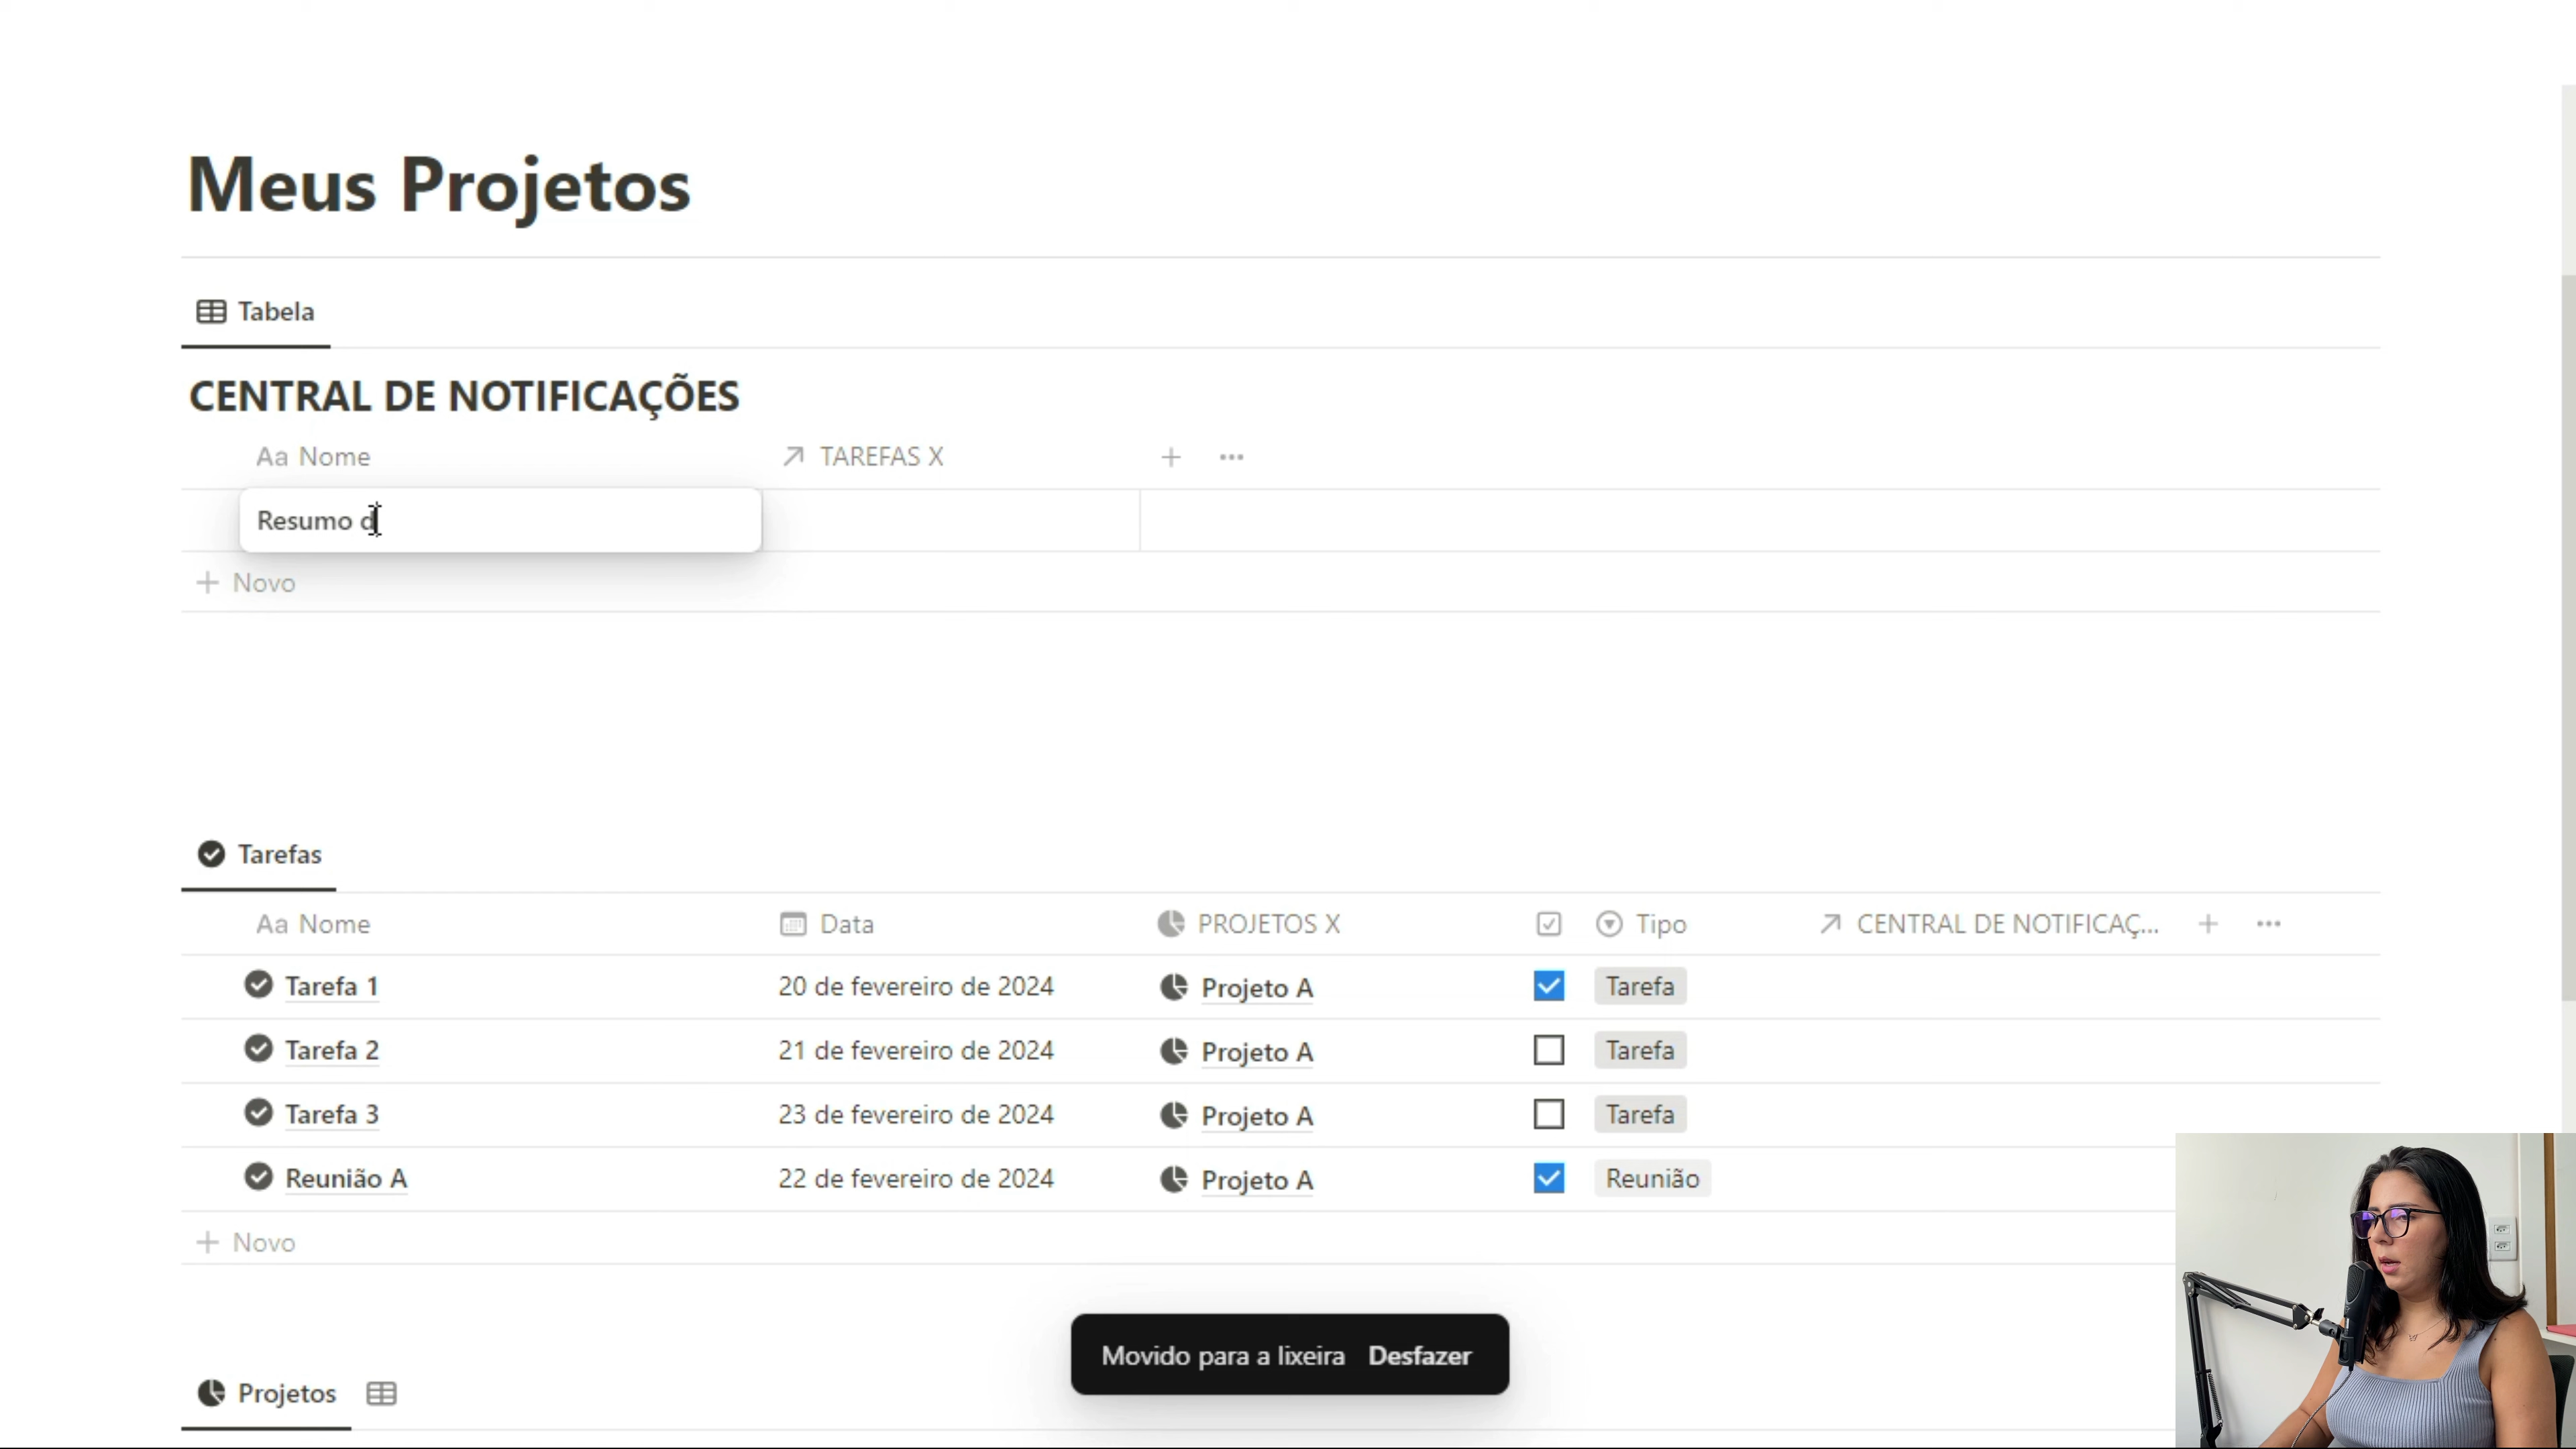 Meus Projetos
Tabela
CENTRAL DE NOTIFICAÇÕES
Aa Nome TAREFAS X
Resumo d
Novo
Tarefas
Aa Nome Data PROJETOS X Tipo CENTRAL DE NOTIFICAÇ...
Tarefa 1 20 de fevereiro de 2024 Projeto A Tarefa
Tarefa 2 21 de fevereiro de 2024 Projeto A Tarefa
Tarefa 3 23 de fevereiro de 2024 Projeto A Tarefa
Reunião A 22 de fevereiro de 2024 Projeto A Reunião
Novo
Movido para a lixeira Desfazer
Projetos